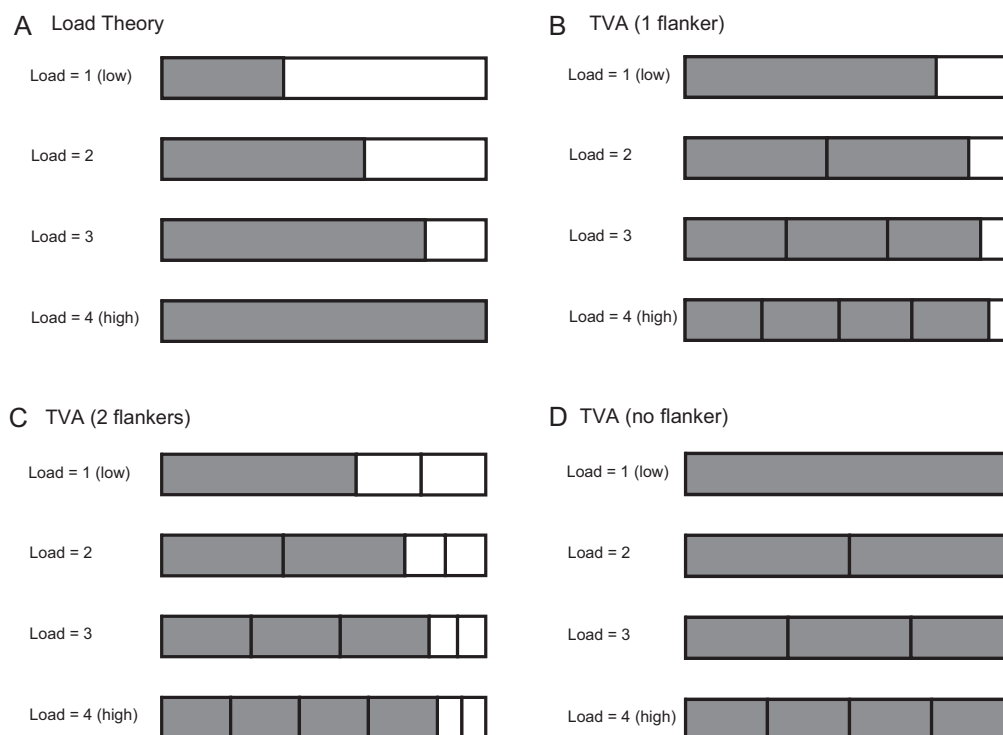 A Load Theory
Load = 1 (low)
Load = 2
Load = 3
Load = 4 (high)
B TVA (1 flanker)
Load = 1 (low)
Load = 2
Load = 3
Load = 4 (high)
C TVA (2 flankers)
Load = 1 (low)
Load = 2
Load = 3
Load = 4 (high)
D TVA (no flanker)
Load = 1 (low)
Load = 2
Load = 3
Load = 4 (high)